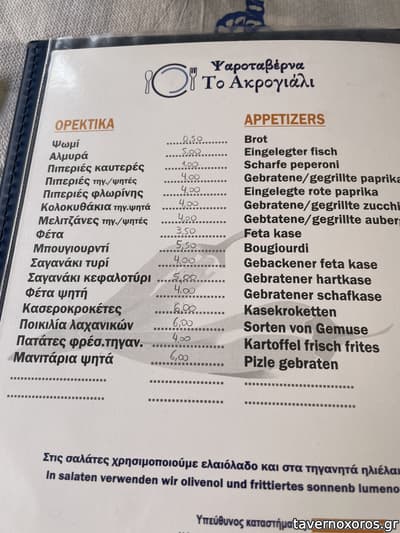 Ψαροταβέρνα
Το Ακρογιάλι
ΟΡΕΚΤΙΚΑ APPETIZERS
Ψωμί 0,50 Brot
Αλμυρά 5,00 Eingelegter fisch
Πιπεριές καυτερές Scharfe peperoni
Πιπεριές τηγ./ψητές 4,00 Gebratene/gegrillte paprika
Πιπεριές φλωρίνης 4,00 Eingelegte rote paprika
Κολοκυθάκια τηγ.ψητά 4,00 Gebratene/gegrillte zucchi
Μελιτζάνες τηγ./ψητές 4,00 Gebtatene/gegrillte auberg
Φέτα 3,50 Feta kase
Μπουγιουρντί 5,50 Bougiourdi
Σαγανάκι τυρί 4,00 Gebackener feta kase
Σαγανάκι κεφαλοτύρι 5,00 Gebratener hartkase
Φέτα ψητή 4,00 Gebratener schafkase
Κασεροκροκέτες 6,00 Kasekroketten
Ποικιλία λαχανικών 6,00 Sorten von Gemuse
Πατάτες φρέσ.τηγαν. 4,00 Kartoffel frisch frites
Μανιτάρια ψητά 6,00 Pizle gebraten
Στις σαλάτες χρησιμοποιούμε ελαιόλαδο και στα τηγανητά ηλιέλαι
In salaten verwenden wir olivenol und frittiertes sonnenb lumeno
Υπεύθυνος καταστήμα
tavernoxoros.gr